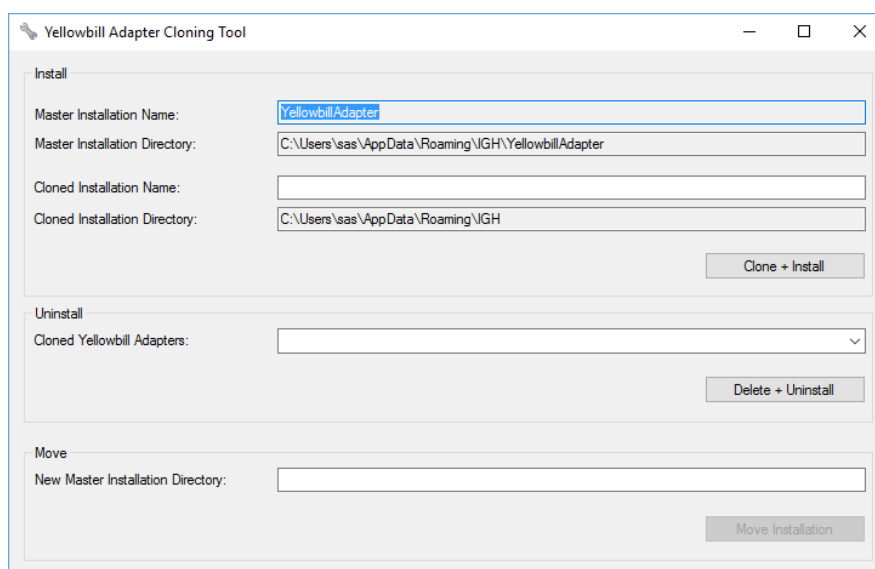 Yellowbill Adapter Cloning Tool
Install
Master Installation Name: YellowbillAdapter
Master Installation Directory: C:\Users\sas\AppData\Roaming\IGH\YellowbillAdapter
Cloned Installation Name:
Cloned Installation Directory: C:\Users\sas\AppData\Roaming\IGH
Clone + Install
Uninstall
Cloned Yellowbill Adapters:
Delete + Uninstall
Move
New Master Installation Directory:
Move Installation